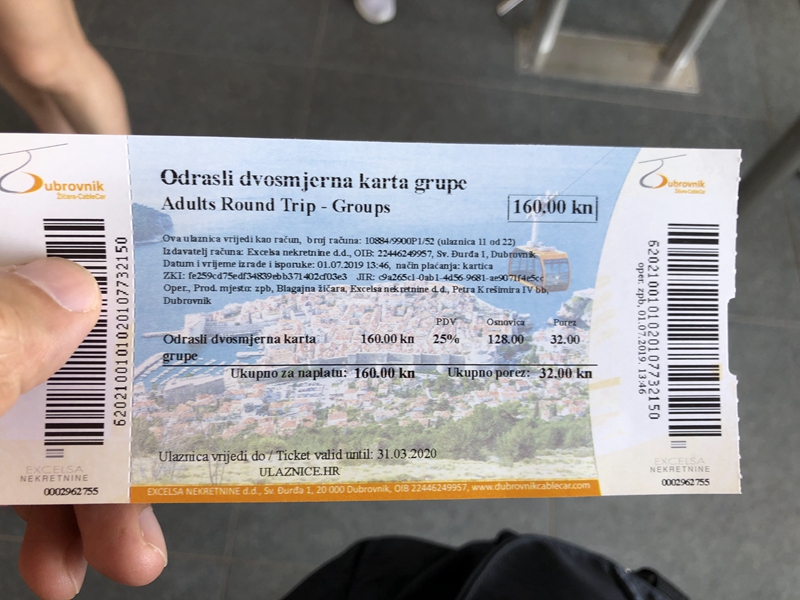 Dubrovnik
Žičara-CableCar
62021001010201077321​50
EXCELSA
NEKRETNINE
0002962755
Odrasli dvosmjerna karta grupe
Adults Round Trip - Groups
160.00 kn
Ova ulaznica vrijedi kao račun, broj računa: 10884/9900P1/52 (ulaznica 11 od 22)
Izdavatelj računa: Excelsa nekretnine d.d., OIB: 22446249957, Sv. Đurđa 1, Dubrovnik
Datum i vrijeme izrade i isporuke: 01.07.2019 13:46, način plaćanja: kartica
ZKI: fe259cd75edf34839ebb371402cf03e3 JIR: c9a265c1-0ab1-4d56-9681-ae9071f4e5ce
Oper., Prod. mjesto: zpb, Blagajna žičara, Excelsa nekretnine d.d., Petra Krešimira IV bb,
Dubrovnik
PDV Osnovica Porez
Odrasli dvosmjerna karta 160.00 kn 25% 128.00 32.00
grupe
Ukupno za naplatu: 160.00 kn Ukupno porez: 32.00 kn
Ulaznica vrijedi do / Ticket valid until: 31.03.2020
ULAZNICE.HR
EXCELSA NEKRETNINE d.d., Sv. Đurđa 1, 20 000 Dubrovnik, OIB 22446249957, www.dubrovnikcablecar.com
Dubrovnik
Žičara-CableCar
6202100101020107732150
oper. zpb, 01.07.2019. 13:46
EXCELSA
NEKRETNINE
0002962755